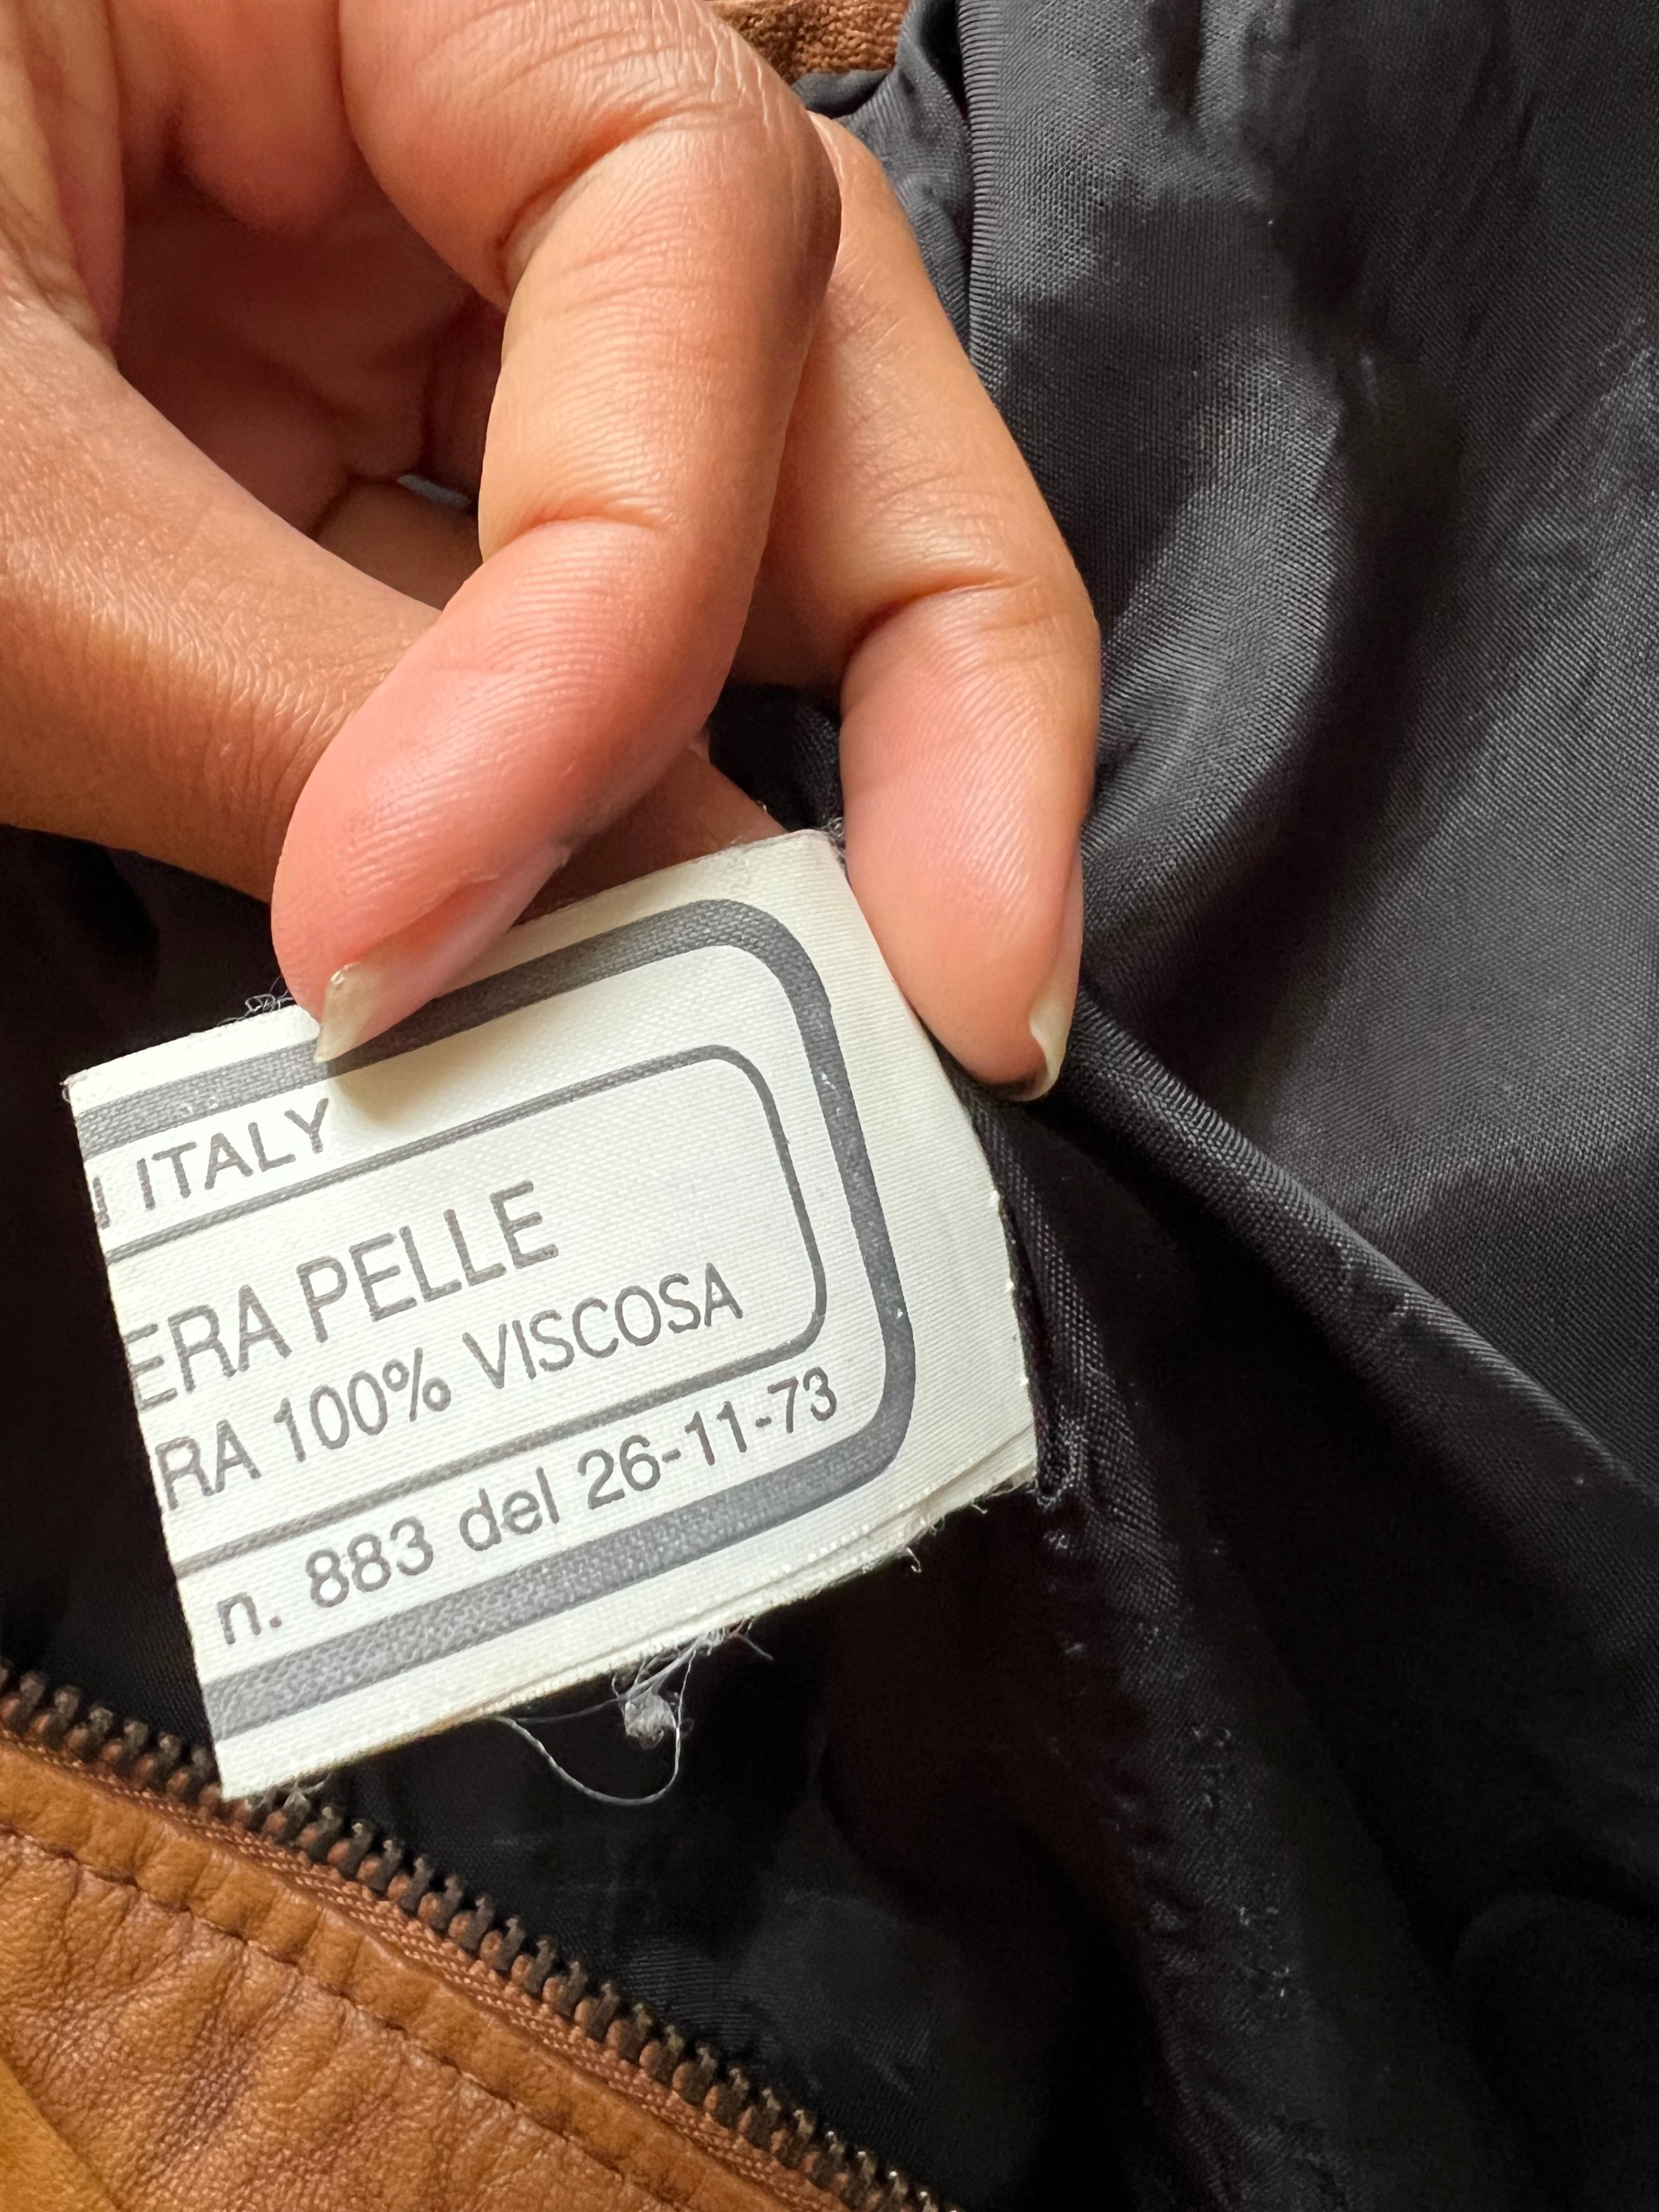 ITALY
ERA PELLE
RA 100% VISCOSA
n. 883 del 26-11-73